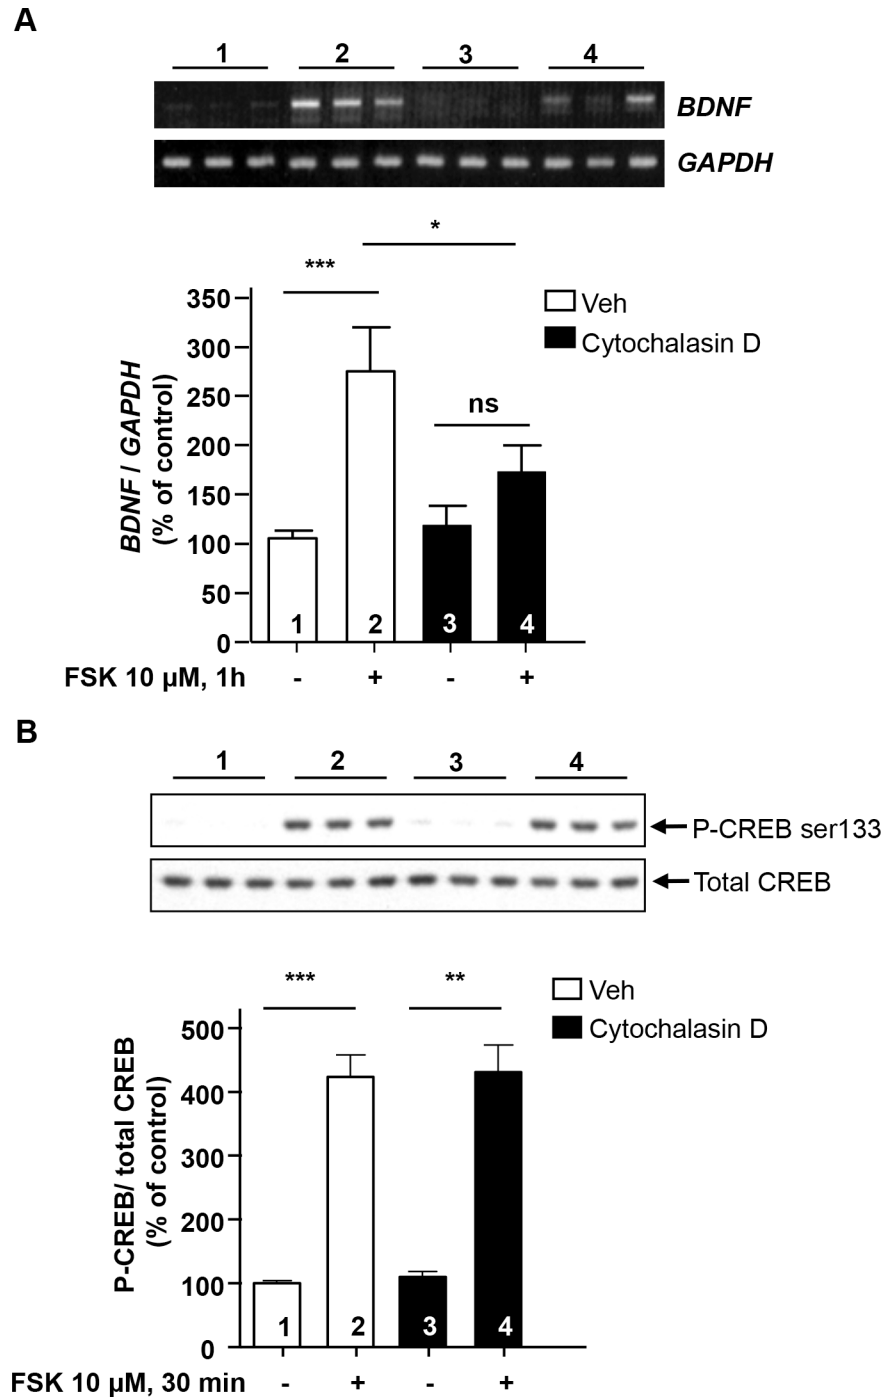 A
1 2 3 4
BDNF
GAPDH
*
***
350
Veh
300
Cytochalasin D
250
ns
200
150
100
50
0
BDNF / GAPDH
(% of control)
1 2 3 4
FSK 10 µM, 1h - + - +
B
1 2 3 4
P-CREB ser133
Total CREB
*** **
Veh
500
Cytochalasin D
400
300
200
100
0
P-CREB/ total CREB
(% of control)
1 2 3 4
FSK 10 µM, 30 min - + - +